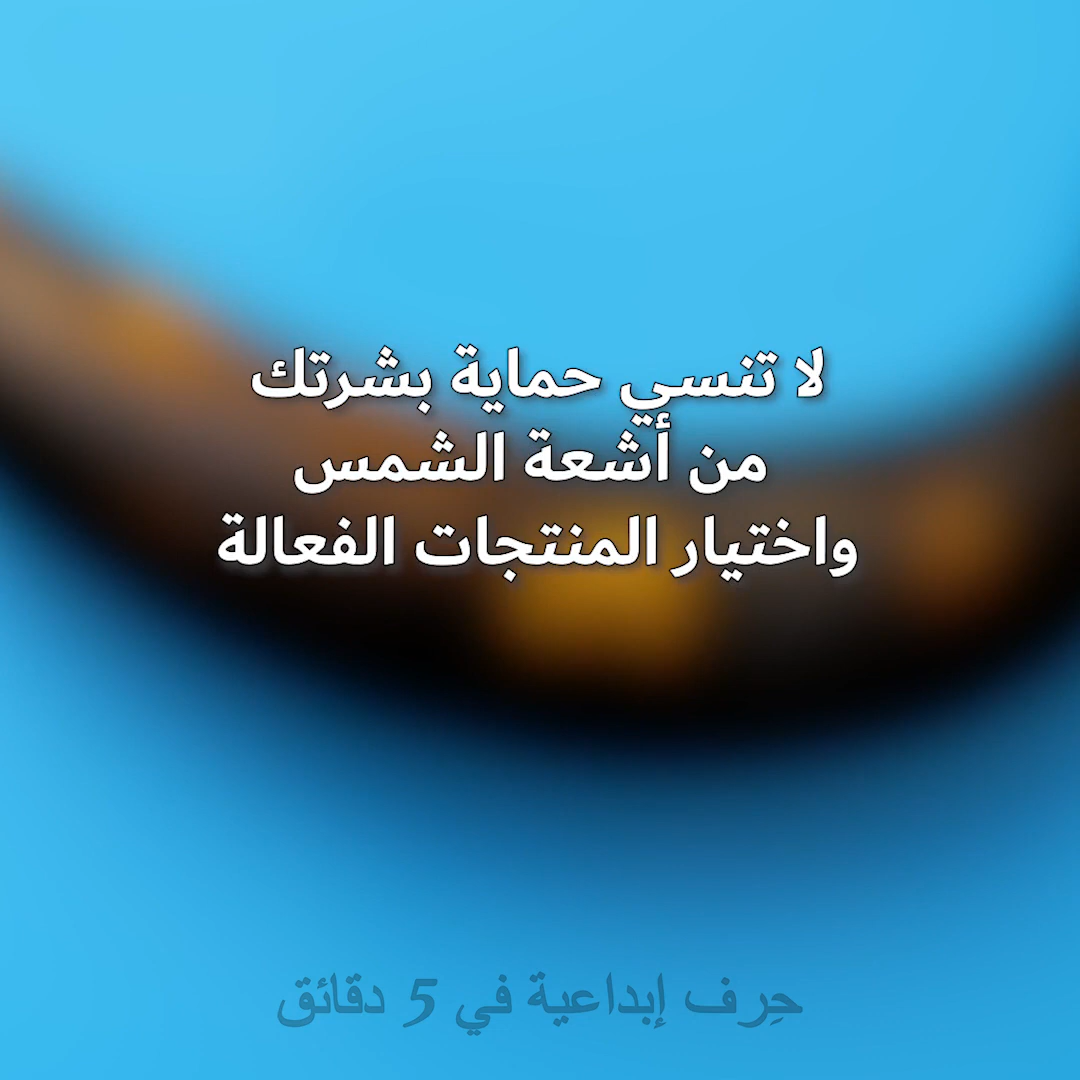 لا تنسي حماية بشرتك
من أشعة الشمس
واختيار المنتجات الفعالة
حِرف إبداعية في 5 دقائق